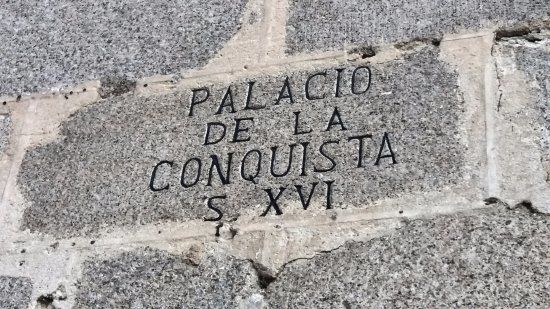 PALACIO
DE LA
CONQUISTA
S XVI